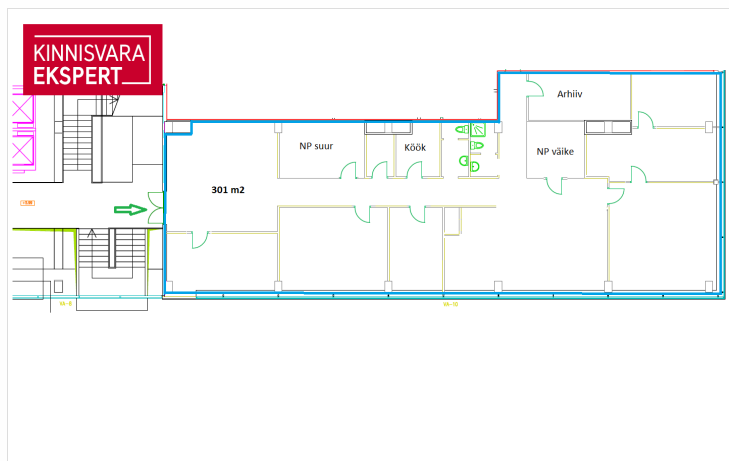 KINNISVARA
EKSPERT
Arhiiv
NP suur
Köök
NP väike
301 m2